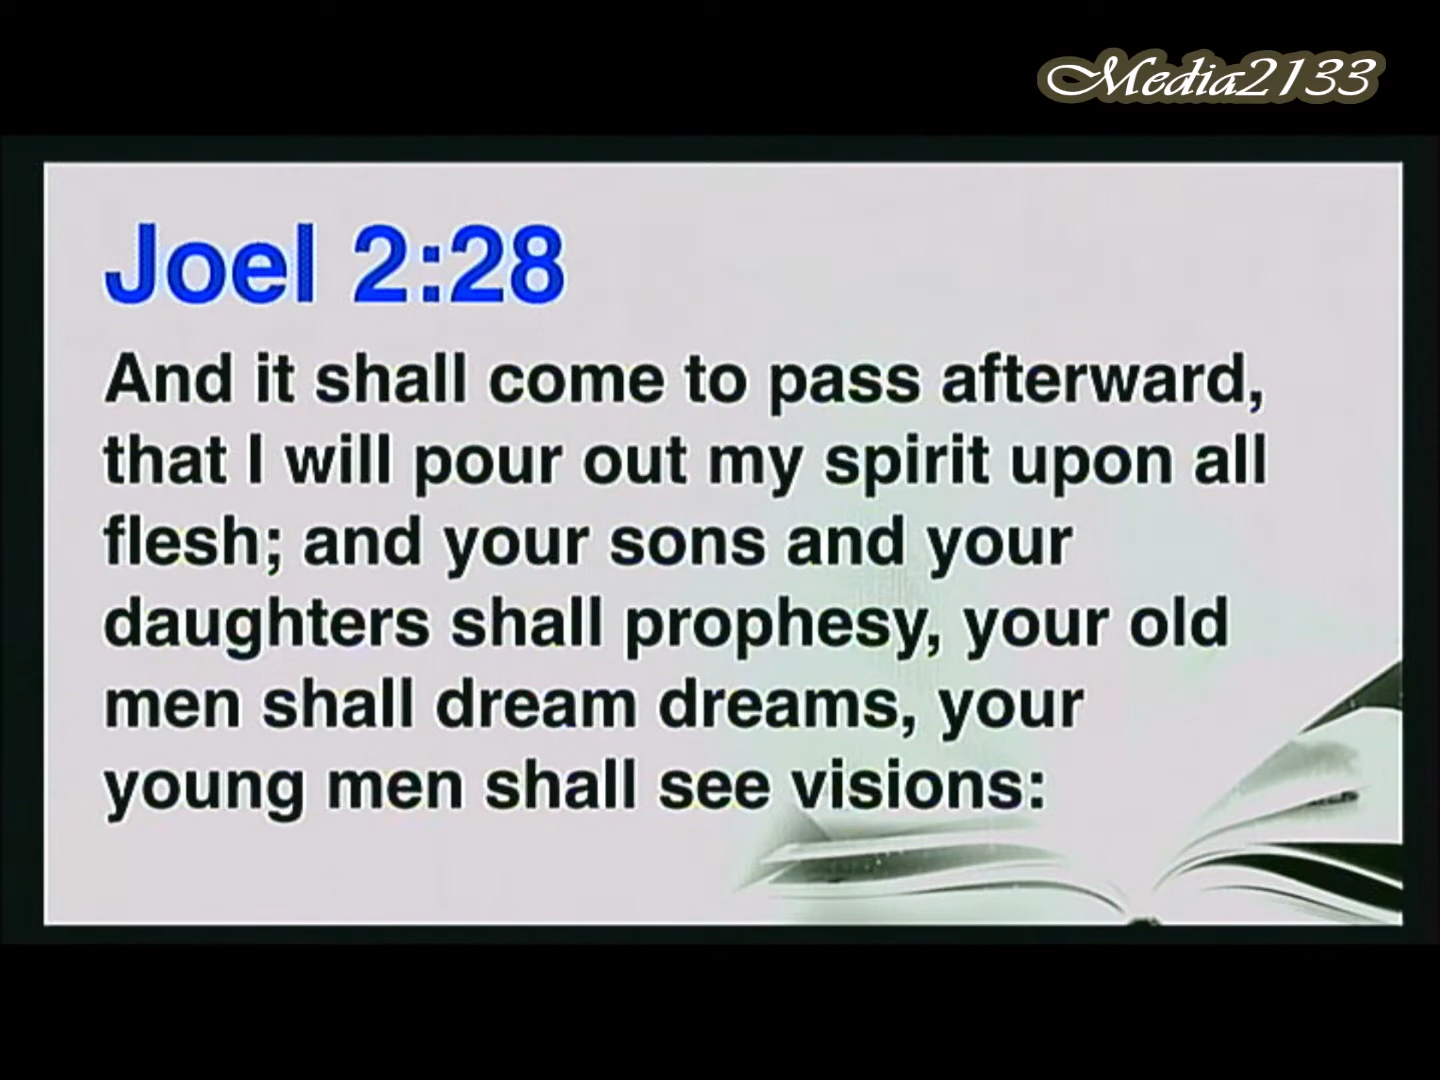 Media2133
Joel 2:28
And it shall come to pass afterward,
that I will pour out my spirit upon all
flesh; and your sons and your
daughters shall prophesy, your old
men shall dream dreams, your
young men shall see visions: